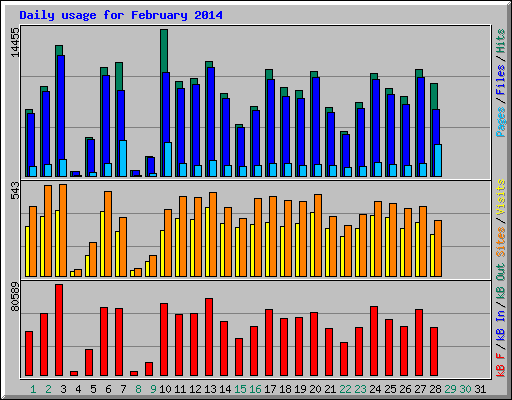 Daily usage for February 2014
14455
Pages / Files / Hits
543
Sites / Visits
80589
kB F / kB In / kB Out
1 2 3 4 5 6 7 8 9 10 11 12 13 14 15 16 17 18 19 20 21 22 23 24 25 26 27 28 29 30 31